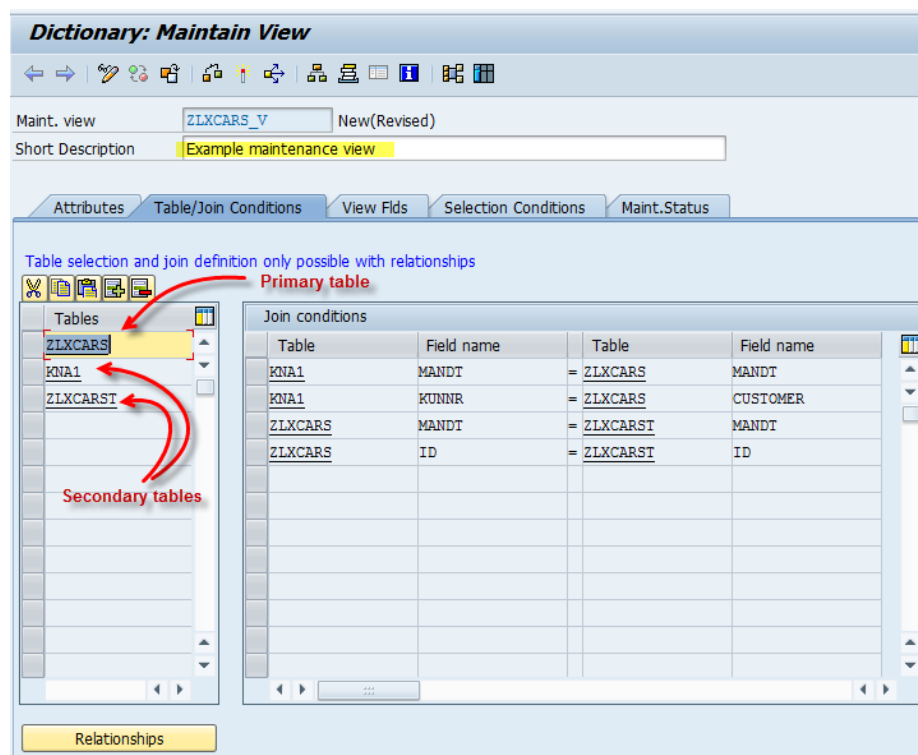 Dictionary: Maintain View
Maint. view ZLXCARS_V New(Revised)
Short Description Example maintenance view
Attributes Table/Join Conditions View Flds Selection Conditions Maint.Status
Table selection and join definition only possible with relationships
Primary table
Tables
ZLXCARS
KNA1
ZLXCARST
Secondary tables
Join conditions
Table Field name Table Field name
KNA1 MANDT = ZLXCARS MANDT
KNA1 KUNNR = ZLXCARS CUSTOMER
ZLXCARS MANDT = ZLXCARST MANDT
ZLXCARS ID = ZLXCARST ID
Relationships